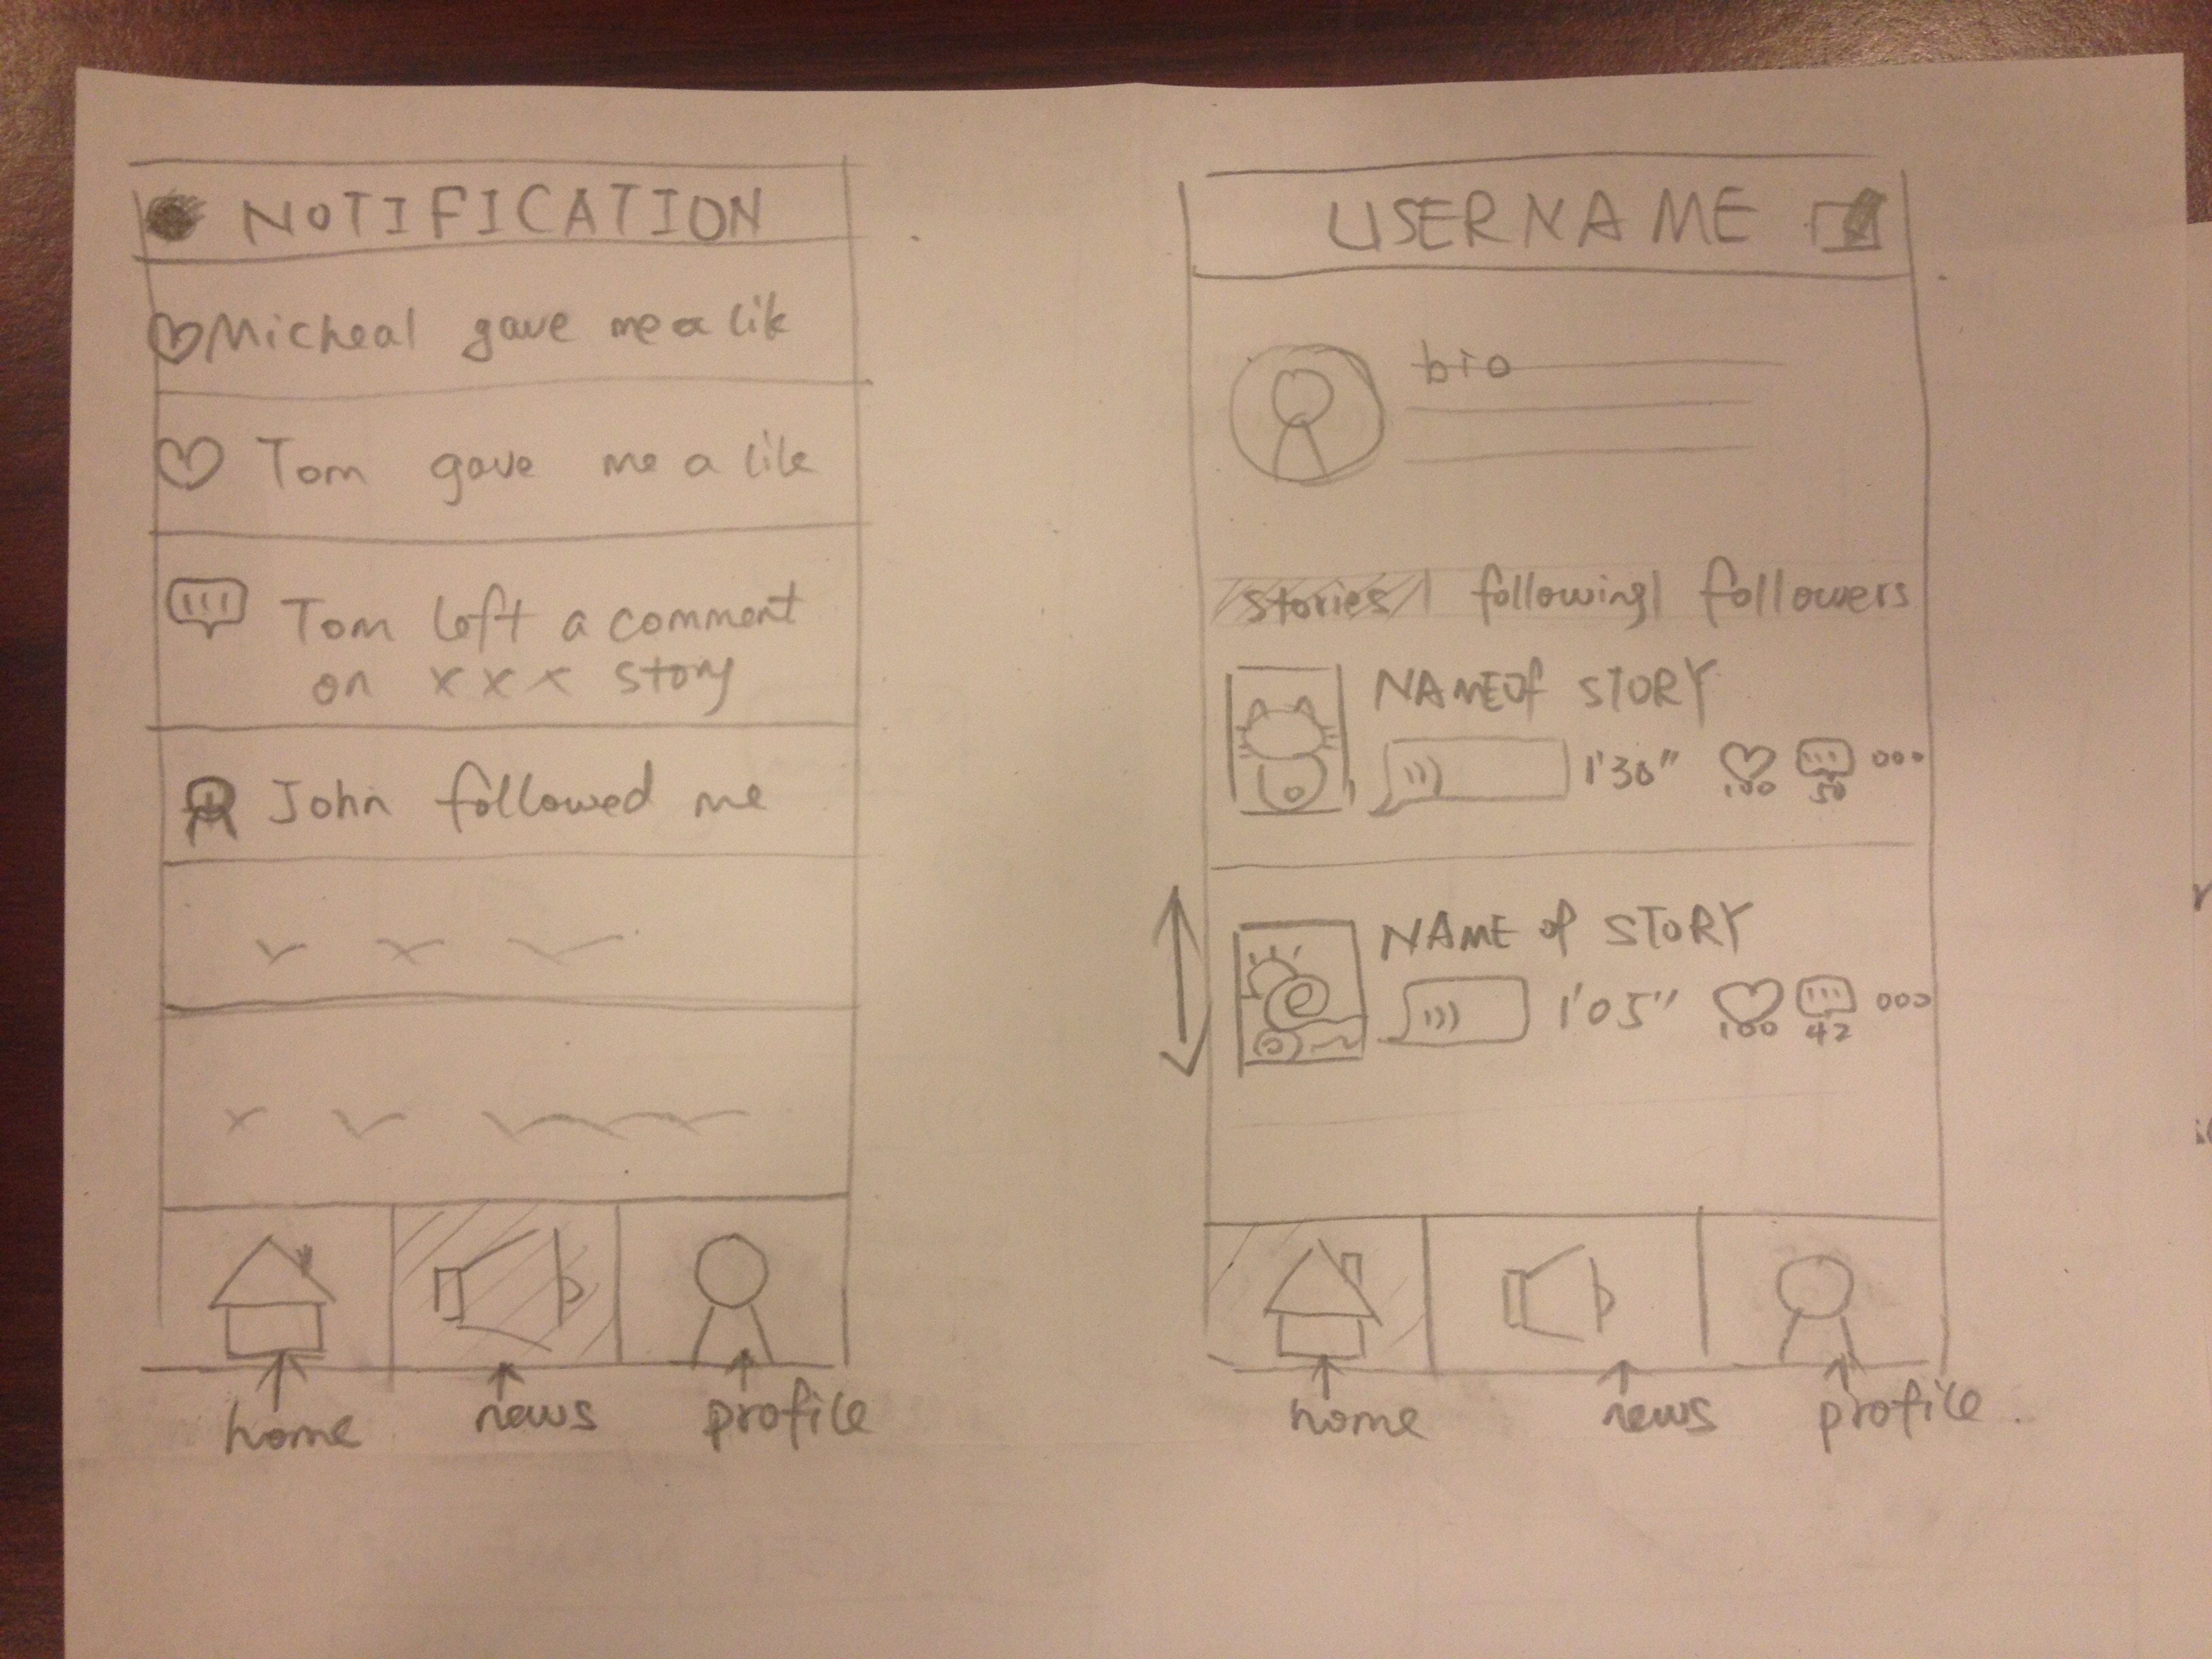 NOTIFICATION
Micheal gave me a lik
Tom gave me a lik
Tom left a comment
on xxx story
John followed me
home news profile
USERNAME
bio
stories | following | followers
NAME of STORY
1'30" 100 50
NAME of STORY
1'05" 100 42
home news profile